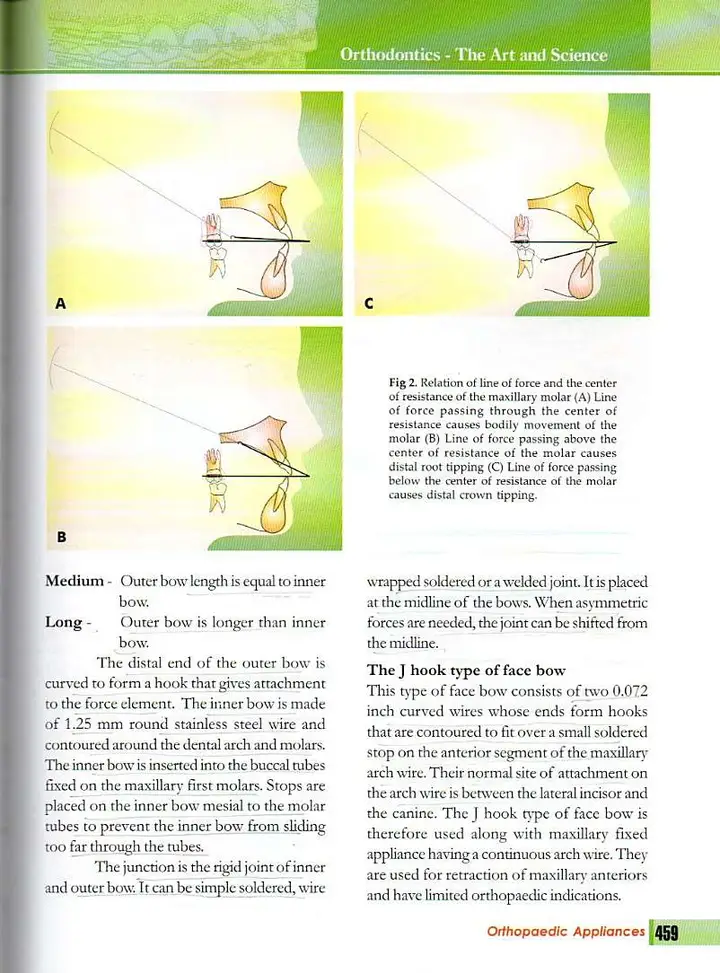 Orthodontics - The Art and Science
A
C
Fig 2. Relation of line of force and the center
of resistance of the maxillary molar (A) Line
of force passing through the center of
resistance causes bodily movement of the
molar (B) Line of force passing above the
center of resistance of the molar causes
distal root tipping (C) Line of force passing
below the center of resistance of the molar
causes distal crown tipping.
B
Medium - Outer bow length is equal to inner
bow.
Long - Outer bow is longer than inner
bow.
The distal end of the outer bow is
curved to form a hook that gives attachment
to the force element. The inner bow is made
of 1.25 mm round stainless steel wire and
contoured around the dental arch and molars.
The inner bow is inserted into the buccal tubes
fixed on the maxillary first molars. Stops are
placed on the inner bow mesial to the molar
tubes to prevent the inner bow from sliding
too far through the tubes.
The junction is the rigid joint of inner
and outer bow. It can be simple soldered, wire
wrapped soldered or a welded joint. It is placed
at the midline of the bows. When asymmetric
forces are needed, the joint can be shifted from
the midline.
The J hook type of face bow
This type of face bow consists of two 0.072
inch curved wires whose ends form hooks
that are contoured to fit over a small soldered
stop on the anterior segment of the maxillary
arch wire. Their normal site of attachment on
the arch wire is between the lateral incisor and
the canine. The J hook type of face bow is
therefore used along with maxillary fixed
appliance having a continuous arch wire. They
are used for retraction of maxillary anteriors
and have limited orthopaedic indications.
Orthopaedic Appliances 459